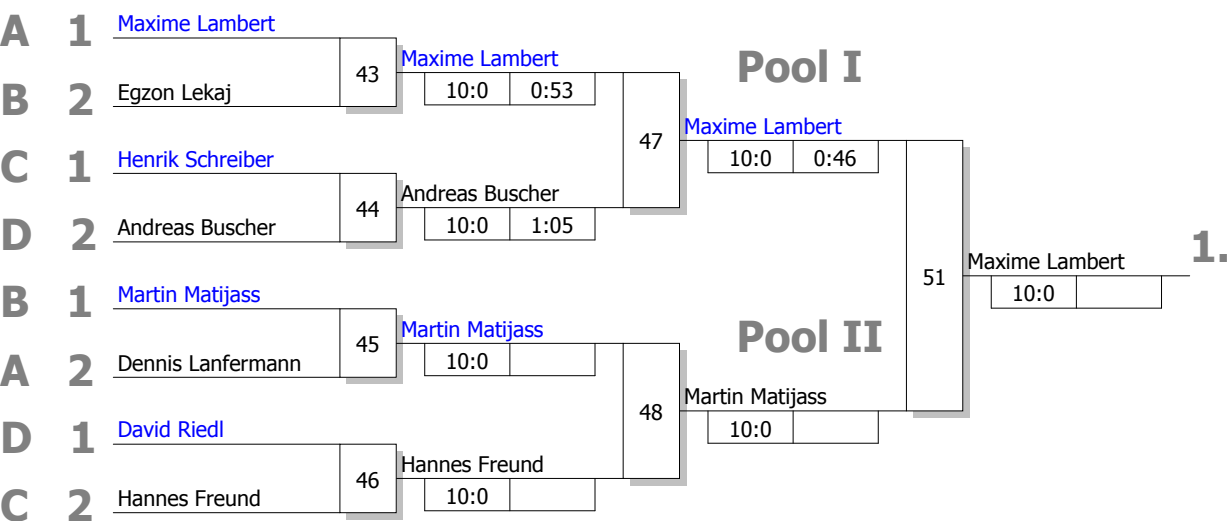 A 1 Maxime Lambert
43 Maxime Lambert
10:0 0:53
B 2 Egzon Lekaj
Pool I
47 Maxime Lambert
10:0 0:46
C 1 Henrik Schreiber
44 Andreas Buscher
10:0 1:05
D 2 Andreas Buscher
51 Maxime Lambert 1.
10:0
B 1 Martin Matijass
45 Martin Matijass
10:0
A 2 Dennis Lanfermann
Pool II
48 Martin Matijass
10:0
D 1 David Riedl
46 Hannes Freund
10:0
C 2 Hannes Freund